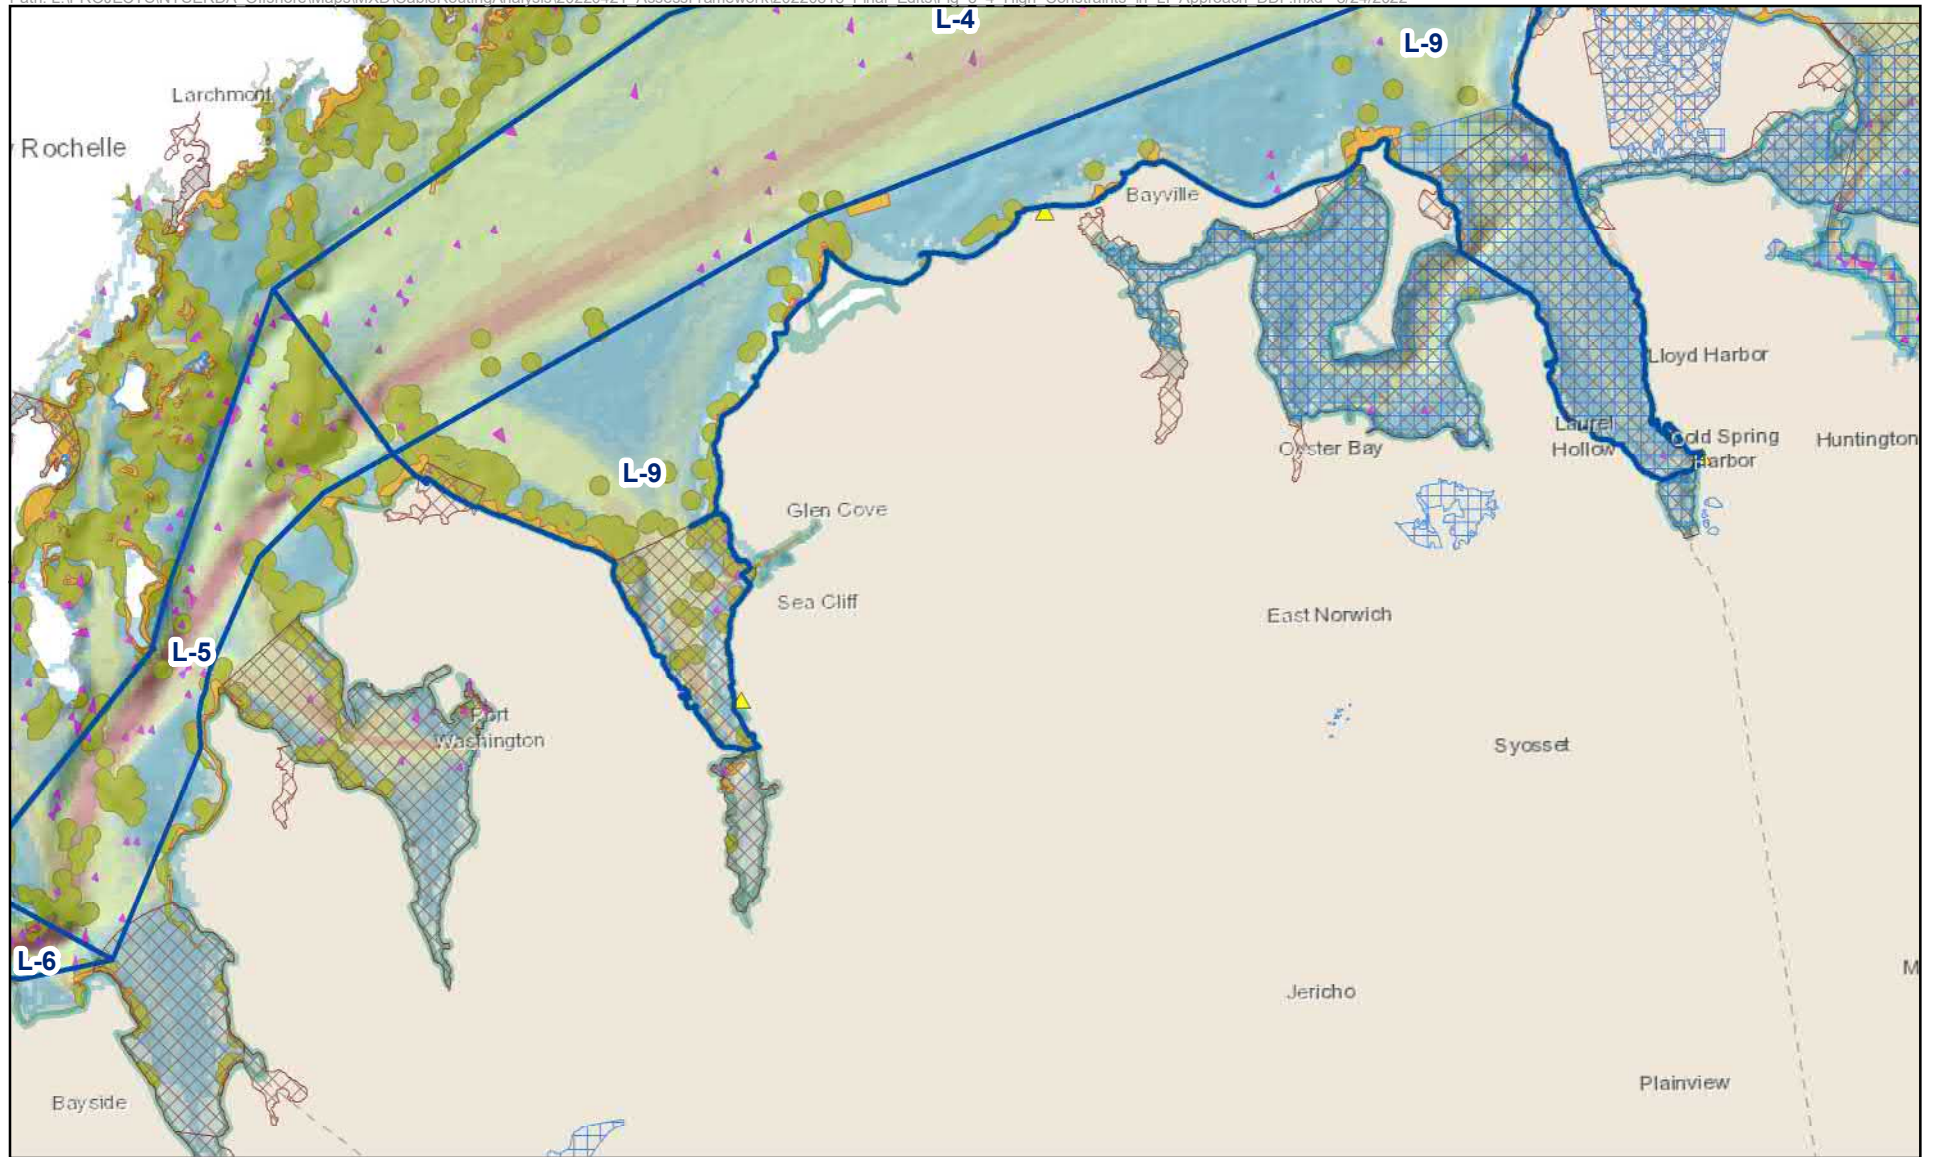 L-4
L-9
Larchmont
Rochelle
Bayville
Lloyd Harbor
Laurel
Hollow
Cold Spring
Harbor
Huntington
Oyster Bay
L-9
Glen Cove
Sea Cliff
East Norwich
L-5
Port
Washington
Syosset
L-6
M
Jericho
Plainview
Bayside